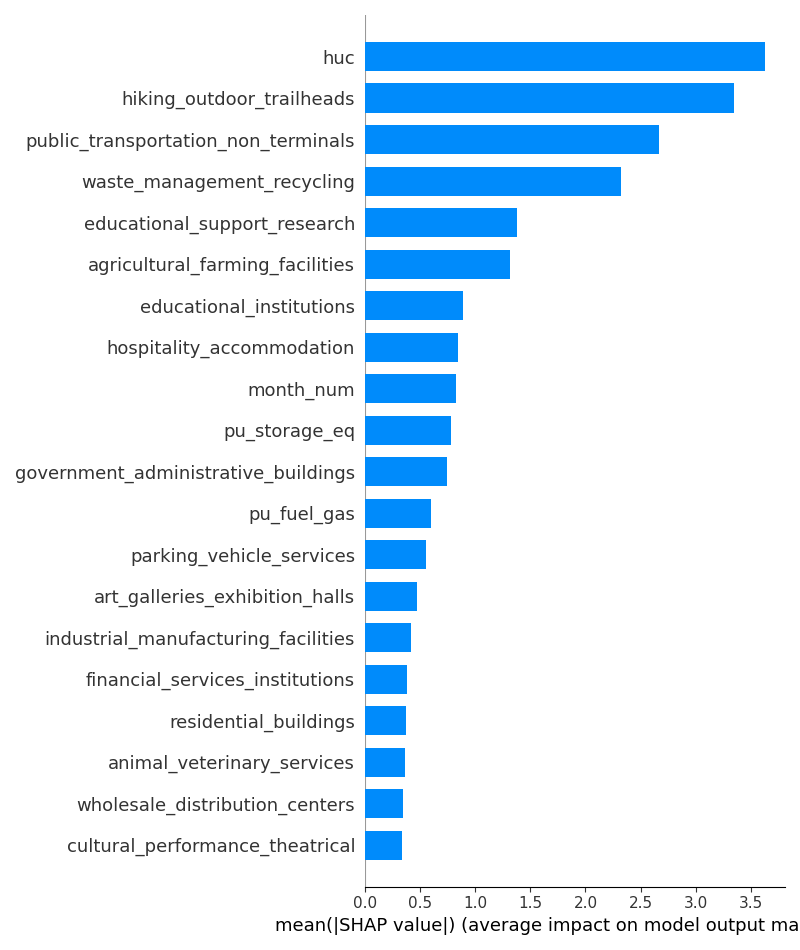 huc
hiking_outdoor_trailheads
public_transportation_non_terminals
waste_management_recycling
educational_support_research
agricultural_farming_facilities
educational_institutions
hospitality_accommodation
month_num
pu_storage_eq
government_administrative_buildings
pu_fuel_gas
parking_vehicle_services
art_galleries_exhibition_halls
industrial_manufacturing_facilities
financial_services_institutions
residential_buildings
animal_veterinary_services
wholesale_distribution_centers
cultural_performance_theatrical
0.0 0.5 1.0 1.5 2.0 2.5 3.0 3.5
mean(|SHAP value|) (average impact on model output ma